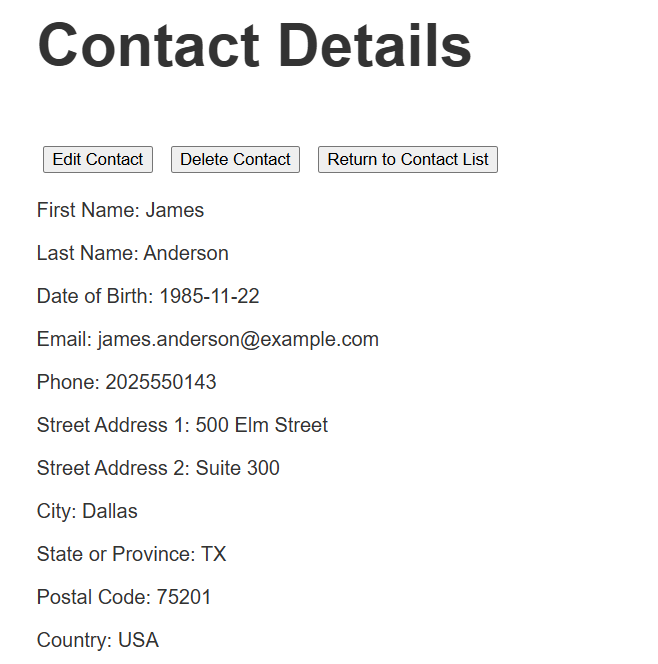 Contact Details
Edit Contact Delete Contact Return to Contact List
First Name: James
Last Name: Anderson
Date of Birth: 1985-11-22
Email: james.anderson@example.com
Phone: 2025550143
Street Address 1: 500 Elm Street
Street Address 2: Suite 300
City: Dallas
State or Province: TX
Postal Code: 75201
Country: USA